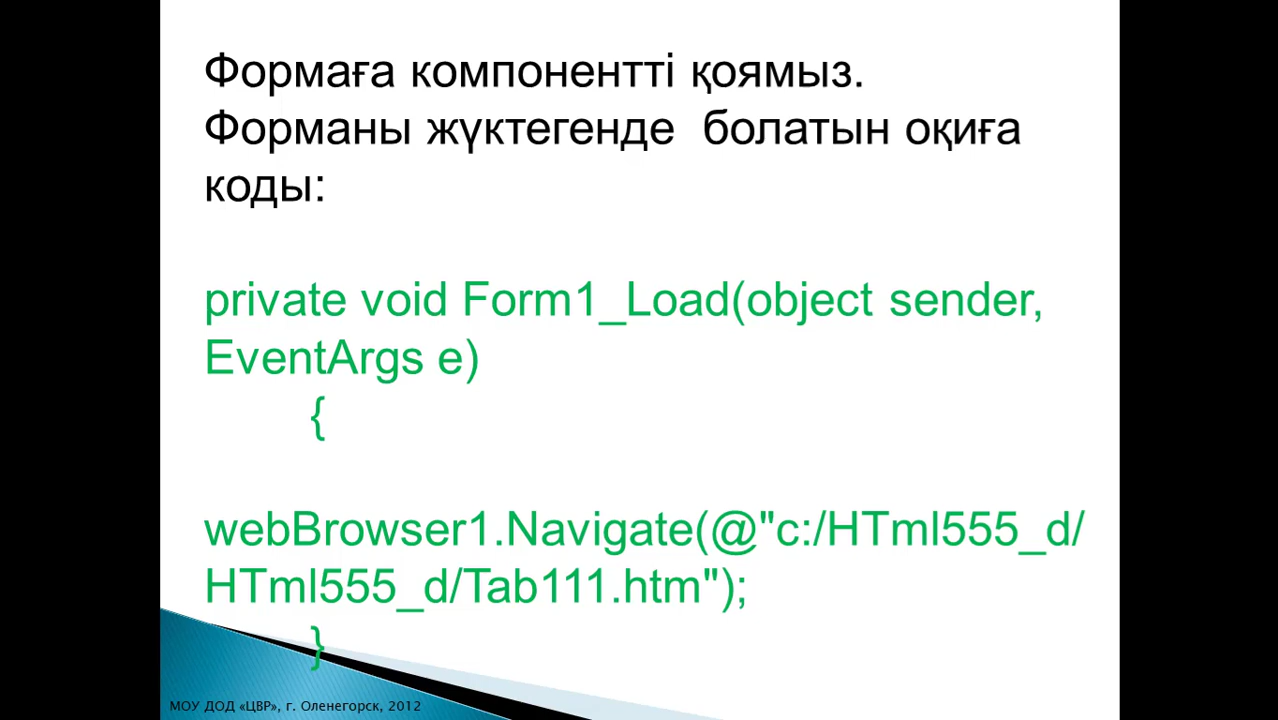 Формаға компонентті қоямыз.
Форманы жүктегенде  болатын оқиға
коды:
private void Form1_Load(object sender,
EventArgs e)
{
webBrowser1.Navigate(@"c:/HTml555_d/
HTml555_d/Tab111.htm");
}
МОУ ДОД «ЦВР», г. Оленегорск, 2012